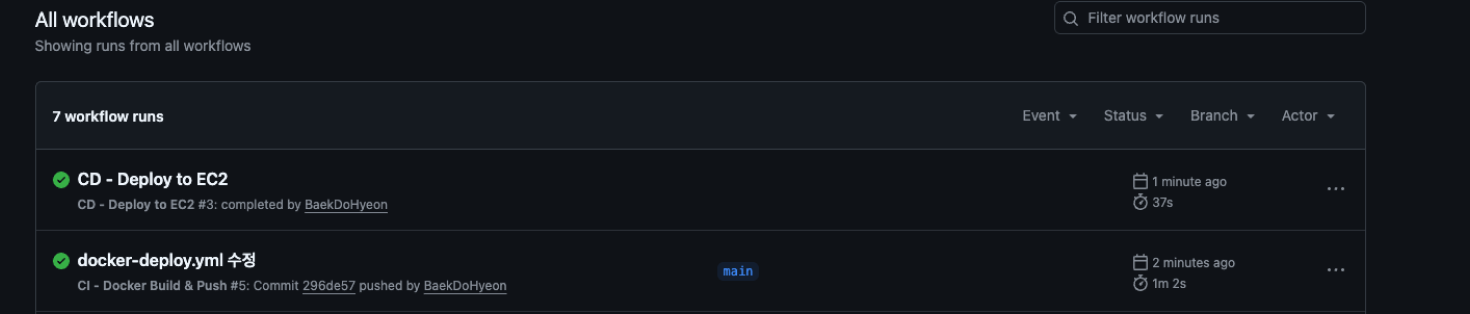 All workflows
Filter workflow runs
Showing runs from all workflows
7 workflow runs
Event Status Branch Actor
CD - Deploy to EC2
1 minute ago
CD - Deploy to EC2 #3: completed by BaekDoHyeon
37s
docker-deploy.yml 수정
main
2 minutes ago
CI - Docker Build & Push #5: Commit 296de57 pushed by BaekDoHyeon
1m 2s